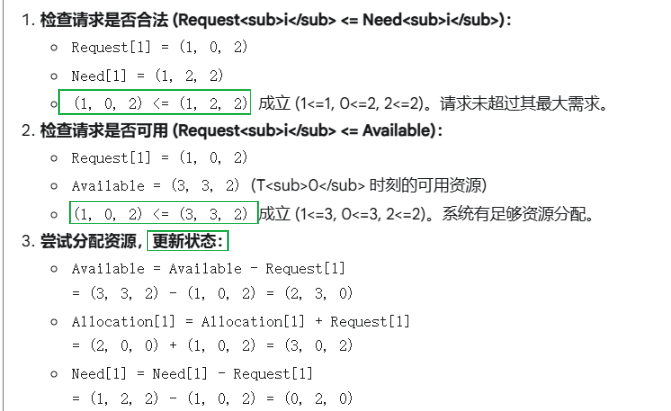 1. 检查请求是否合法 (Request<sub>i</sub> <= Need<sub>i</sub>)：
○ Request[1] = (1, 0, 2)
○ Need[1] = (1, 2, 2)
○ (1, 0, 2) <= (1, 2, 2) 成立 (1<=1, 0<=2, 2<=2)。请求未超过其最大需求。
2. 检查请求是否可用 (Request<sub>i</sub> <= Available)：
○ Request[1] = (1, 0, 2)
○ Available = (3, 3, 2) (T<sub>0</sub> 时刻的可用资源)
○ (1, 0, 2) <= (3, 3, 2) 成立 (1<=3, 0<=3, 2<=2)。系统有足够资源分配。
3. 尝试分配资源，更新状态：
○ Available = Available - Request[1]
= (3, 3, 2) - (1, 0, 2) = (2, 3, 0)
○ Allocation[1] = Allocation[1] + Request[1]
= (2, 0, 0) + (1, 0, 2) = (3, 0, 2)
○ Need[1] = Need[1] - Request[1]
= (1, 2, 2) - (1, 0, 2) = (0, 2, 0)